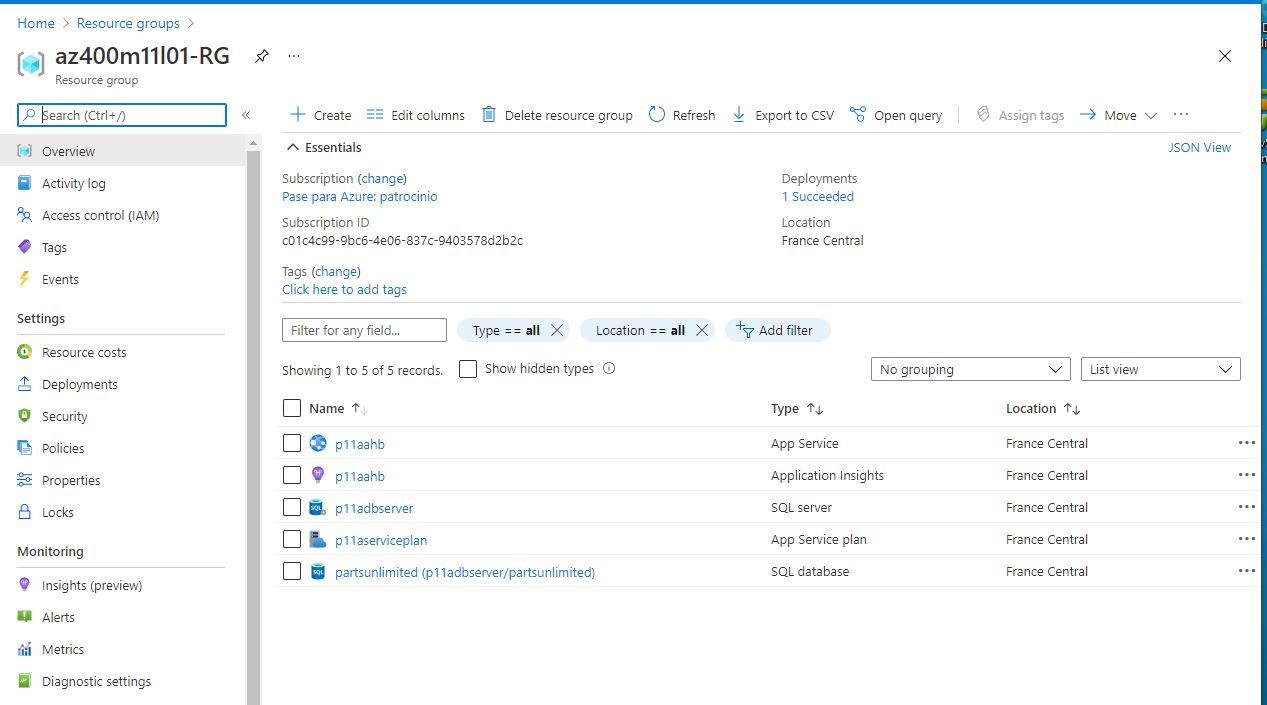 Home > Resource groups >
az400m11l01-RG
Resource group
Search (Ctrl+/)
Overview
Activity log
Access control (IAM)
Tags
Events
Settings
Resource costs
Deployments
Security
Policies
Properties
Locks
Monitoring
Insights (preview)
Alerts
Metrics
Diagnostic settings
Create Edit columns Delete resource group Refresh Export to CSV Open query Assign tags Move
Essentials JSON View
Subscription (change)
Pase para Azure: patrocinio
Subscription ID
c01c4c99-9bc6-4e06-837c-9403578d2b2c
Tags (change)
Click here to add tags
Deployments
1 Succeeded
Location
France Central
Filter for any field... Type == all Location == all Add filter
Showing 1 to 5 of 5 records. Show hidden types No grouping List view
Name Type Location
p11aahb App Service France Central
p11aahb Application Insights France Central
p11adbserver SQL server France Central
p11aserviceplan App Service plan France Central
partsunlimited (p11adbserver/partsunlimited) SQL database France Central